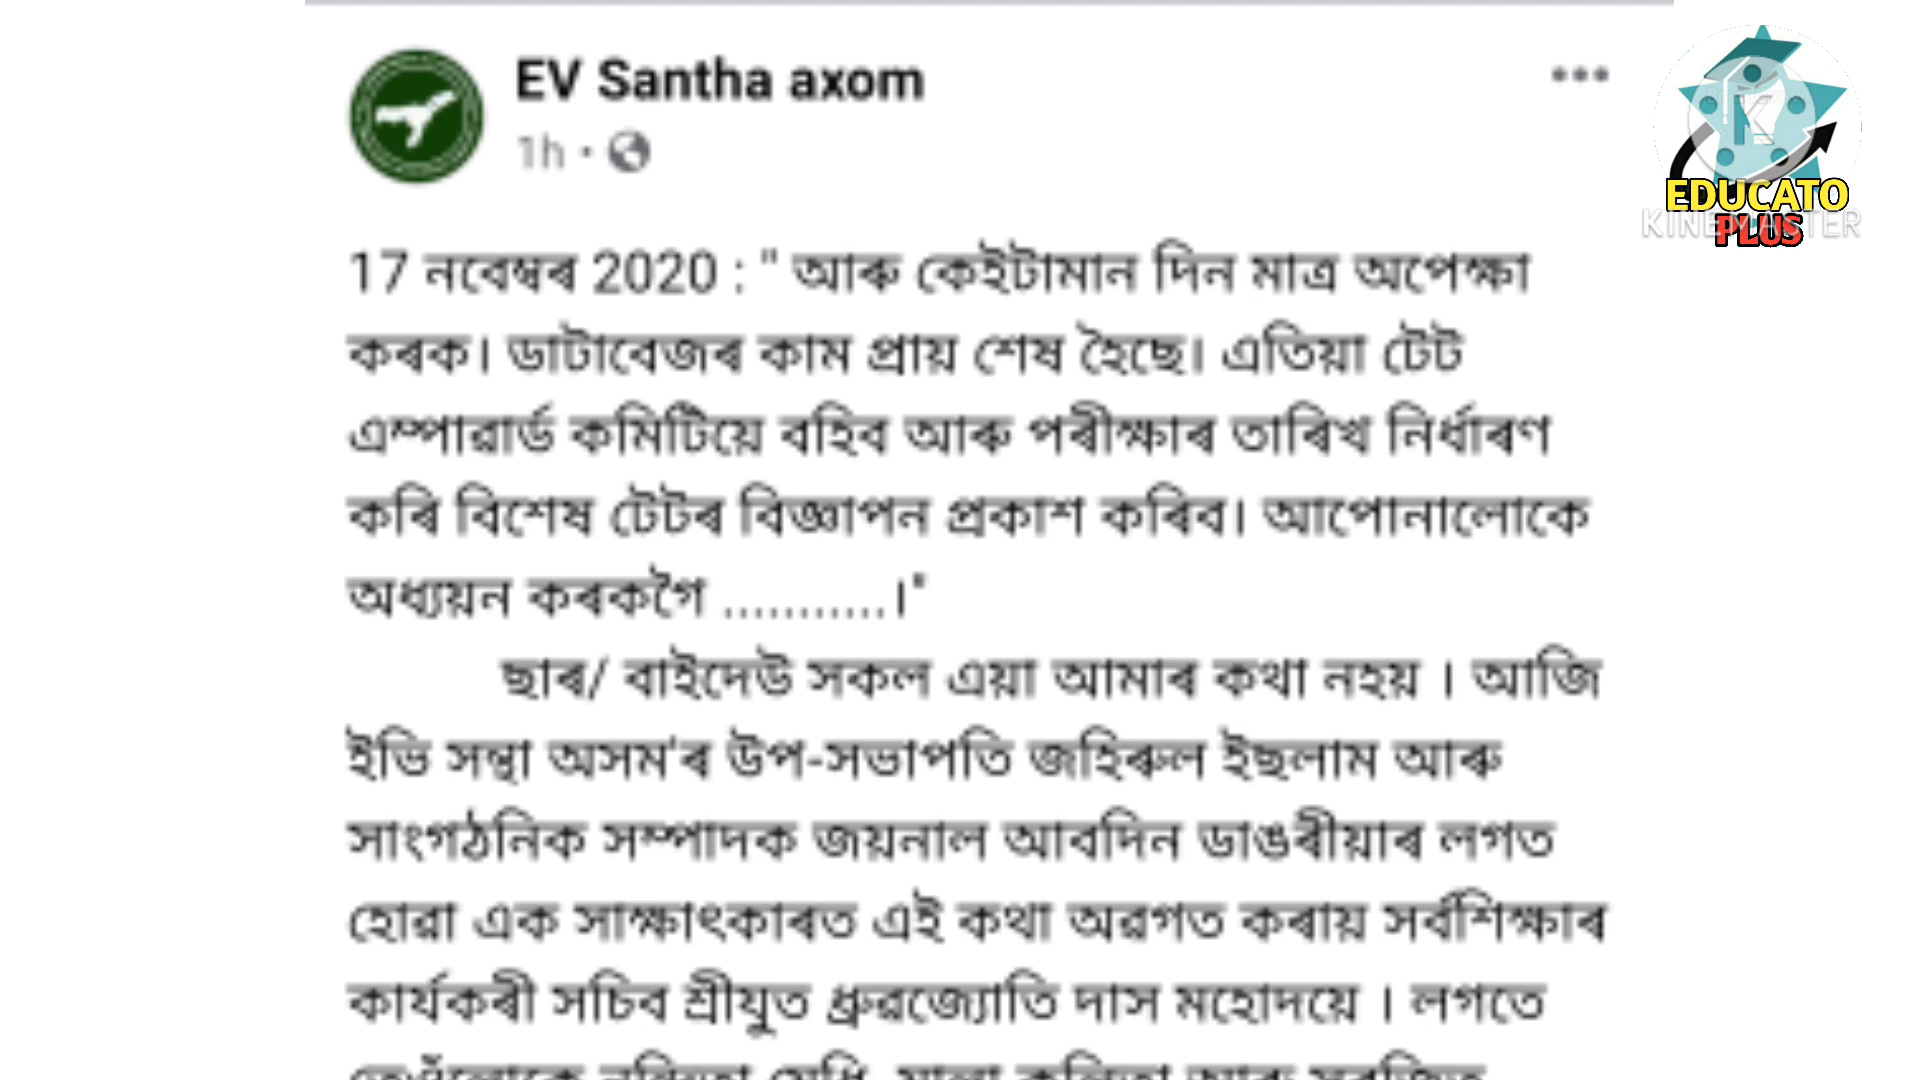 EV Santha axom
1h
17 নবেম্বৰ 2020 : " আৰু কেইটামান দিন মাত্ৰ অপেক্ষা
কৰক। ডাটাবেজৰ কাম প্ৰায় শেষ হৈছে। এতিয়া টেট
এম্পাৱাৰ্ড কমিটিয়ে বহিব আৰু পৰীক্ষাৰ তাৰিখ নিৰ্ধাৰণ
কৰি বিশেষ টেটৰ বিজ্ঞাপন প্ৰকাশ কৰিব। আপোনালোকে
অধ্যয়ন কৰকগৈ ...........।"
ছাৰ/ বাইদেউ সকল এয়া আমাৰ কথা নহয় । আজি
ইভি সন্থা অসম'ৰ উপ-সভাপতি জহিৰুল ইছলাম আৰু
সাংগঠনিক সম্পাদক জয়নাল আবদিন ডাঙৰীয়াৰ লগত
হোৱা এক সাক্ষাৎকাৰত এই কথা অৱগত কৰায় সৰ্বশিক্ষাৰ
কাৰ্যকৰী সচিব শ্ৰীযুত ধ্ৰুৱজ্যোতি দাস মহোদয়ে । লগতে
EDUCATO
KINEMASTER
PLUS